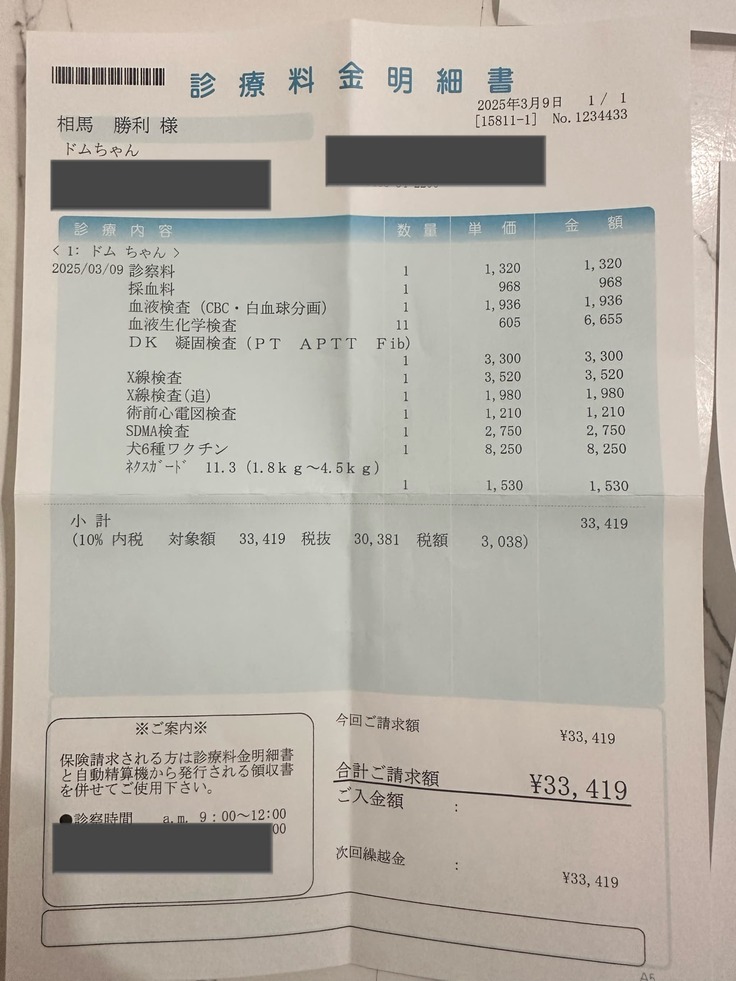 診療料金明細書
2025年3月9日 1 / 1
[15811-1] No.1234433
相馬 勝利 様
ドムちゃん
診療内容 数量 単価 金額
< 1: ドム ちゃん >
2025/03/09 診察料 1 1,320 1,320
採血料 1 968 968
血液検査 (CBC・白血球分画) 1 1,936 1,936
血液生化学検査 11 605 6,655
ＤＫ 凝固検査 (ＰＴ ＡＰＴＴ Ｆib)
1 3,300 3,300
X線検査 1 3,520 3,520
X線検査(追) 1 1,980 1,980
術前心電図検査 1 1,210 1,210
SDMA検査 1 2,750 2,750
犬6種ワクチン 1 8,250 8,250
ﾈｸｽｶﾞｰﾄﾞ 11.3 (1.8ｋｇ～4.5ｋｇ)
1 1,530 1,530
小 計 33,419
(10% 内税 対象額 33,419 税抜 30,381 税額 3,038)
※ご案内※
保険請求される方は診療料金明細書
と自動精算機から発行される領収書
を併せてご使用下さい。
●診察時間 a.m. 9：00～12:00
00
今回ご請求額 ¥33,419
合計ご請求額 ¥33,419
ご入金額 :
次回繰越金 : ¥33,419
A5